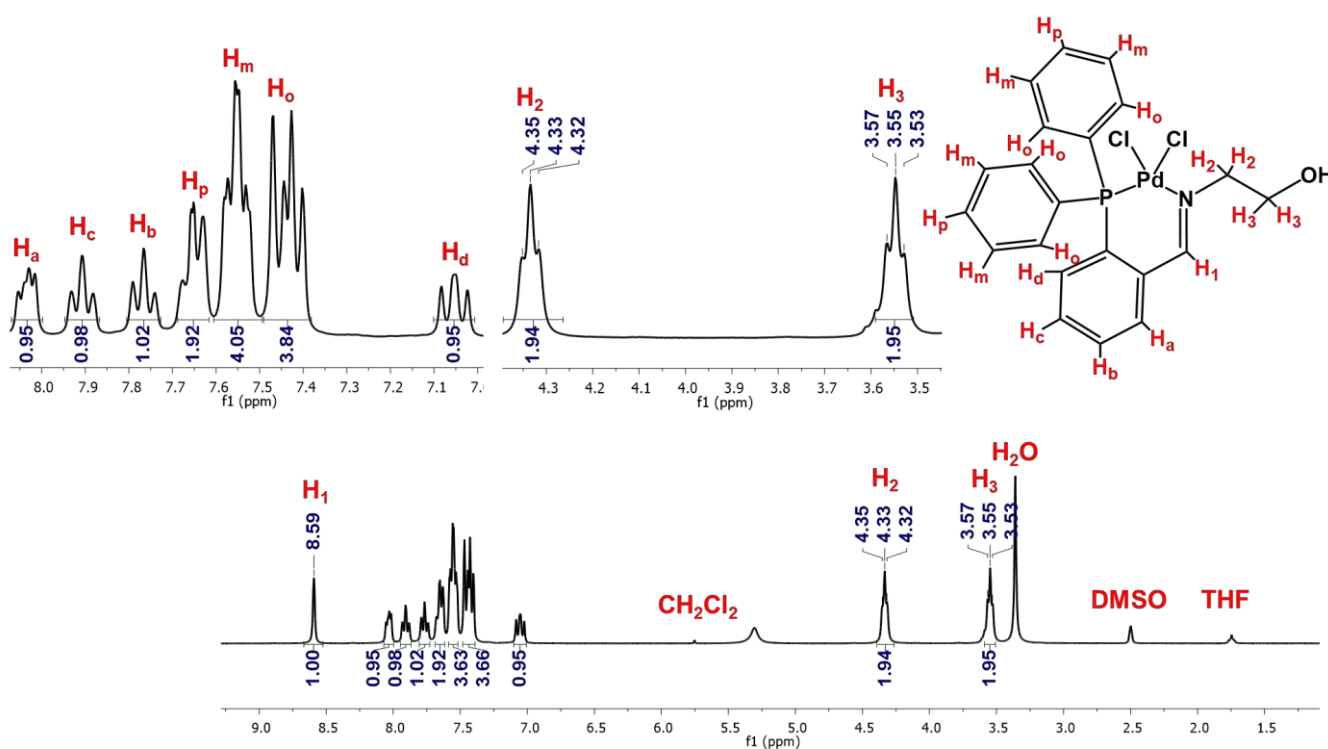 Ha
Hc
Hb
Hp
Hm
Ho
Hd
0.95
0.98
1.02
1.92
4.05
3.84
0.95
8.0 7.9 7.8 7.7 7.6 7.5 7.4 7.3 7.2 7.1 7.0
f1 (ppm)
H2
4.35
4.33
4.32
H3
3.57
3.55
3.53
1.94
1.95
4.3 4.2 4.1 4.0 3.9 3.8 3.7 3.6 3.5
f1 (ppm)
Hp
Hm
Hm
Ho
Ho
Ho
Cl
Cl
H2
H2
OH
Hm
Pd
P
N
H3
H3
Hp
Ho
Hm
Hd
H1
Hc
Ha
Hb
H1
8.59
CH2Cl2
H2
4.35
4.33
4.32
H3
3.57
3.55
3.53
H2O
DMSO
THF
1.00
0.95
0.98
1.02
1.92
3.63
3.66
0.95
1.94
1.95
9.0 8.5 8.0 7.5 7.0 6.5 6.0 5.5 5.0 4.5 4.0 3.5 3.0 2.5 2.0 1.5
f1 (ppm)